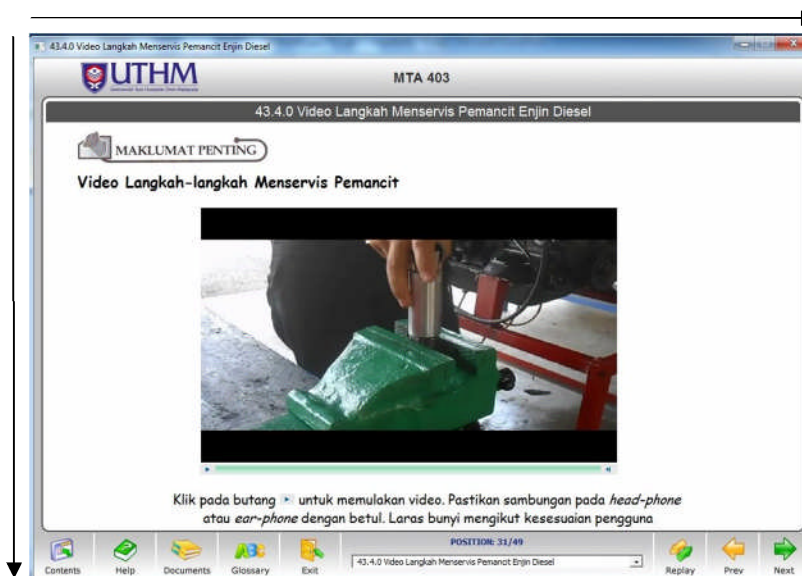 43.4.0 Video Langkah Menservis Pemancit Enjin Diesel
UTHM
MTA 403
43.4.0 Video Langkah Menservis Pemancit Enjin Diesel
MAKLUMAT PENTING
Video Langkah-langkah Menservis Pemancit
Klik pada butang untuk memulakan video. Pastikan sambungan pada head-phone
atau ear-phone dengan betul. Laras bunyi mengikut kesesuaian pengguna
POSITION: 31/49
43.4.0 Video Langkah Menservis Pemancit Enjin Diesel
Contents Help Documents Glossary Exit Replay Prev Next